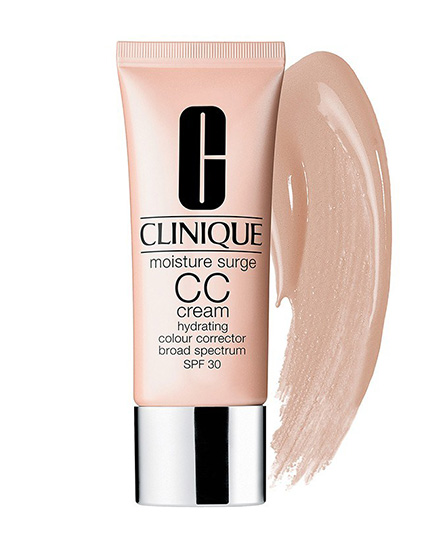 C
CLINIQUE
moisture surge
CC
cream
hydrating
colour corrector
broad spectrum
SPF 30